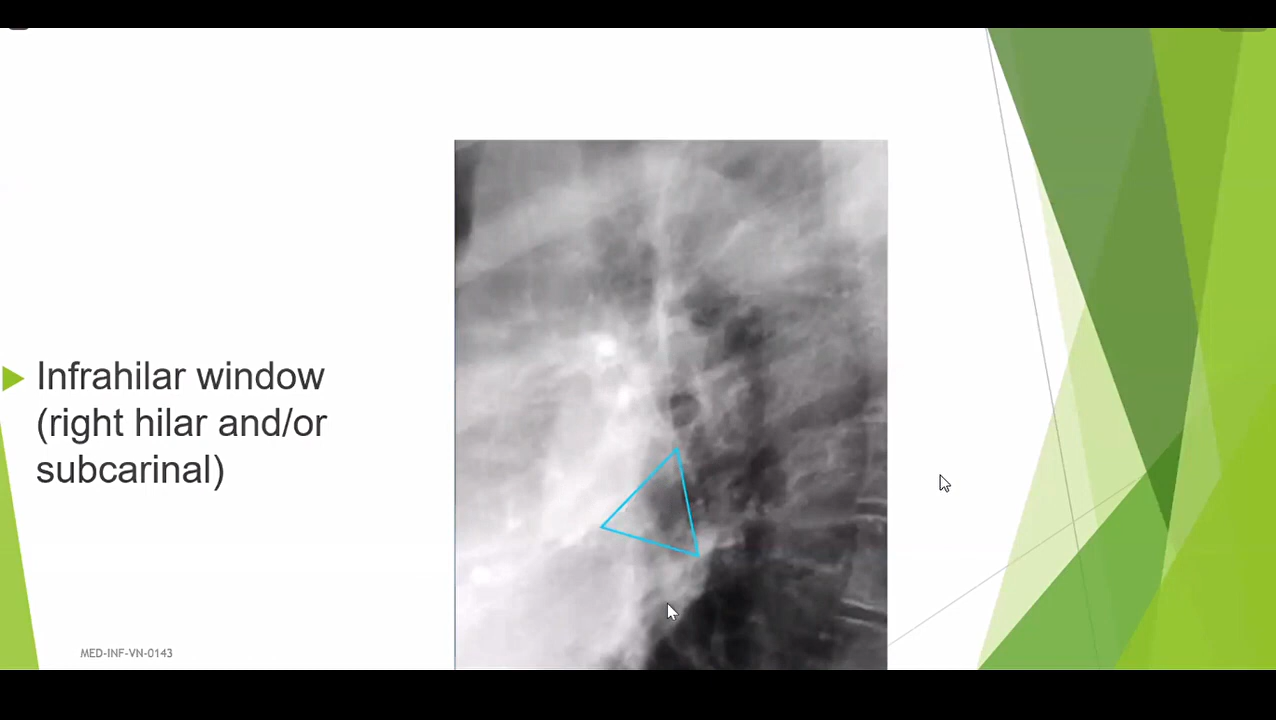 Infrahilar window
(right hilar and/or
subcarinal)
MED-INF-VN-0143